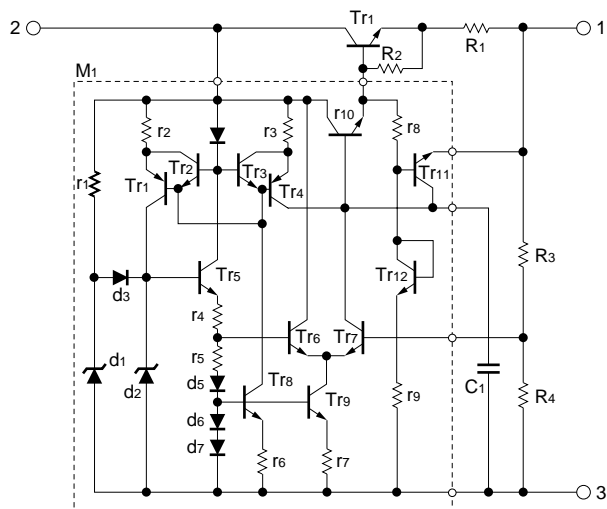 Tr1
2
R1
1
R2
M1
r10
r2
r3
r8
Tr2
Tr3
r1
Tr1
Tr4
Tr11
Tr5
Tr12
R3
d3
r4
Tr6
Tr7
r5
d1
d2
d5
Tr8
C1
Tr9
r9
R4
d6
d7
r6
r7
3